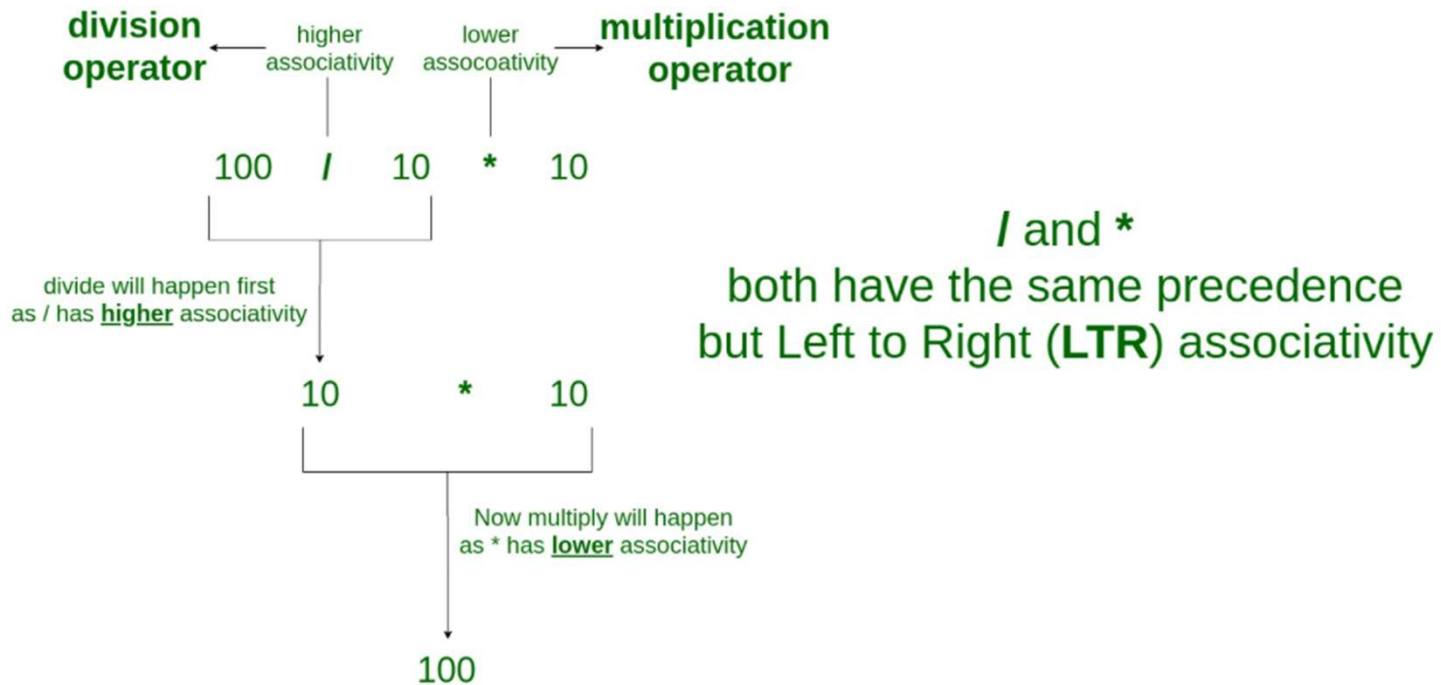 division
operator
higher
associativity
lower
assocoativity
multiplication
operator
100 / 10 * 10
divide will happen first
as / has higher associativity
10 * 10
Now multiply will happen
as * has lower associativity
100
/ and *
both have the same precedence
but Left to Right (LTR) associativity